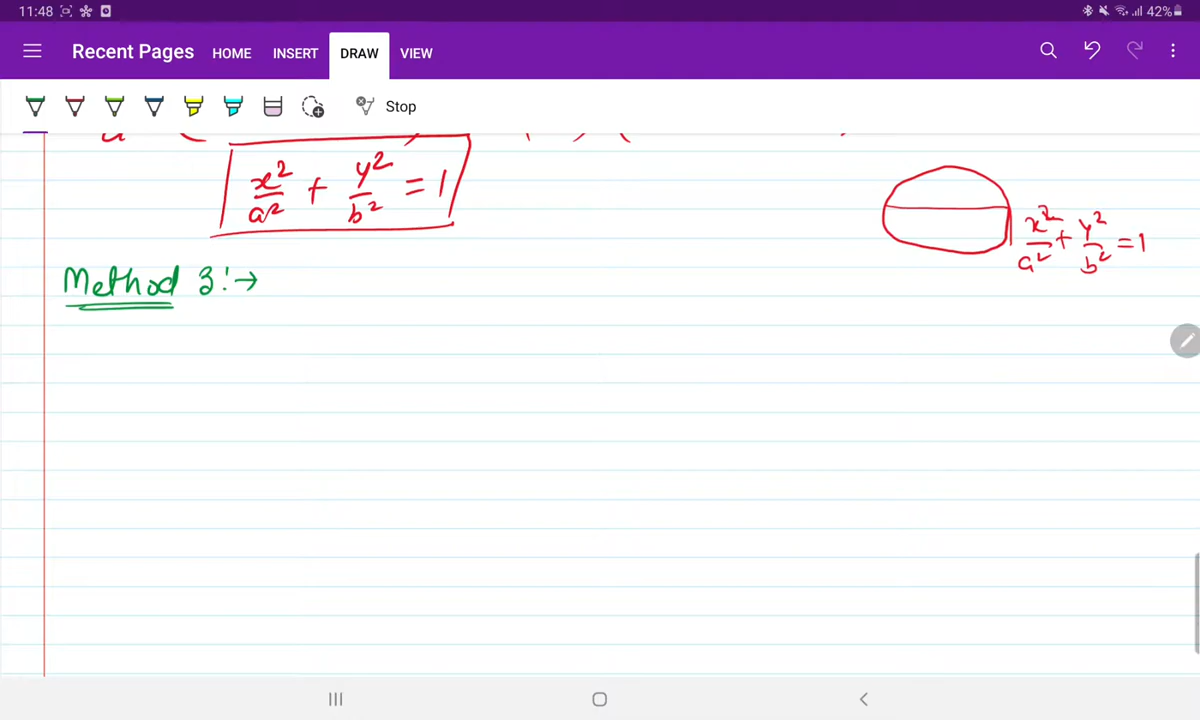 11:48 42%
Recent Pages HOME INSERT DRAW VIEW
Stop
x²/a² + y²/b² = 1
x²/a² + y²/b² = 1
Method 3:→